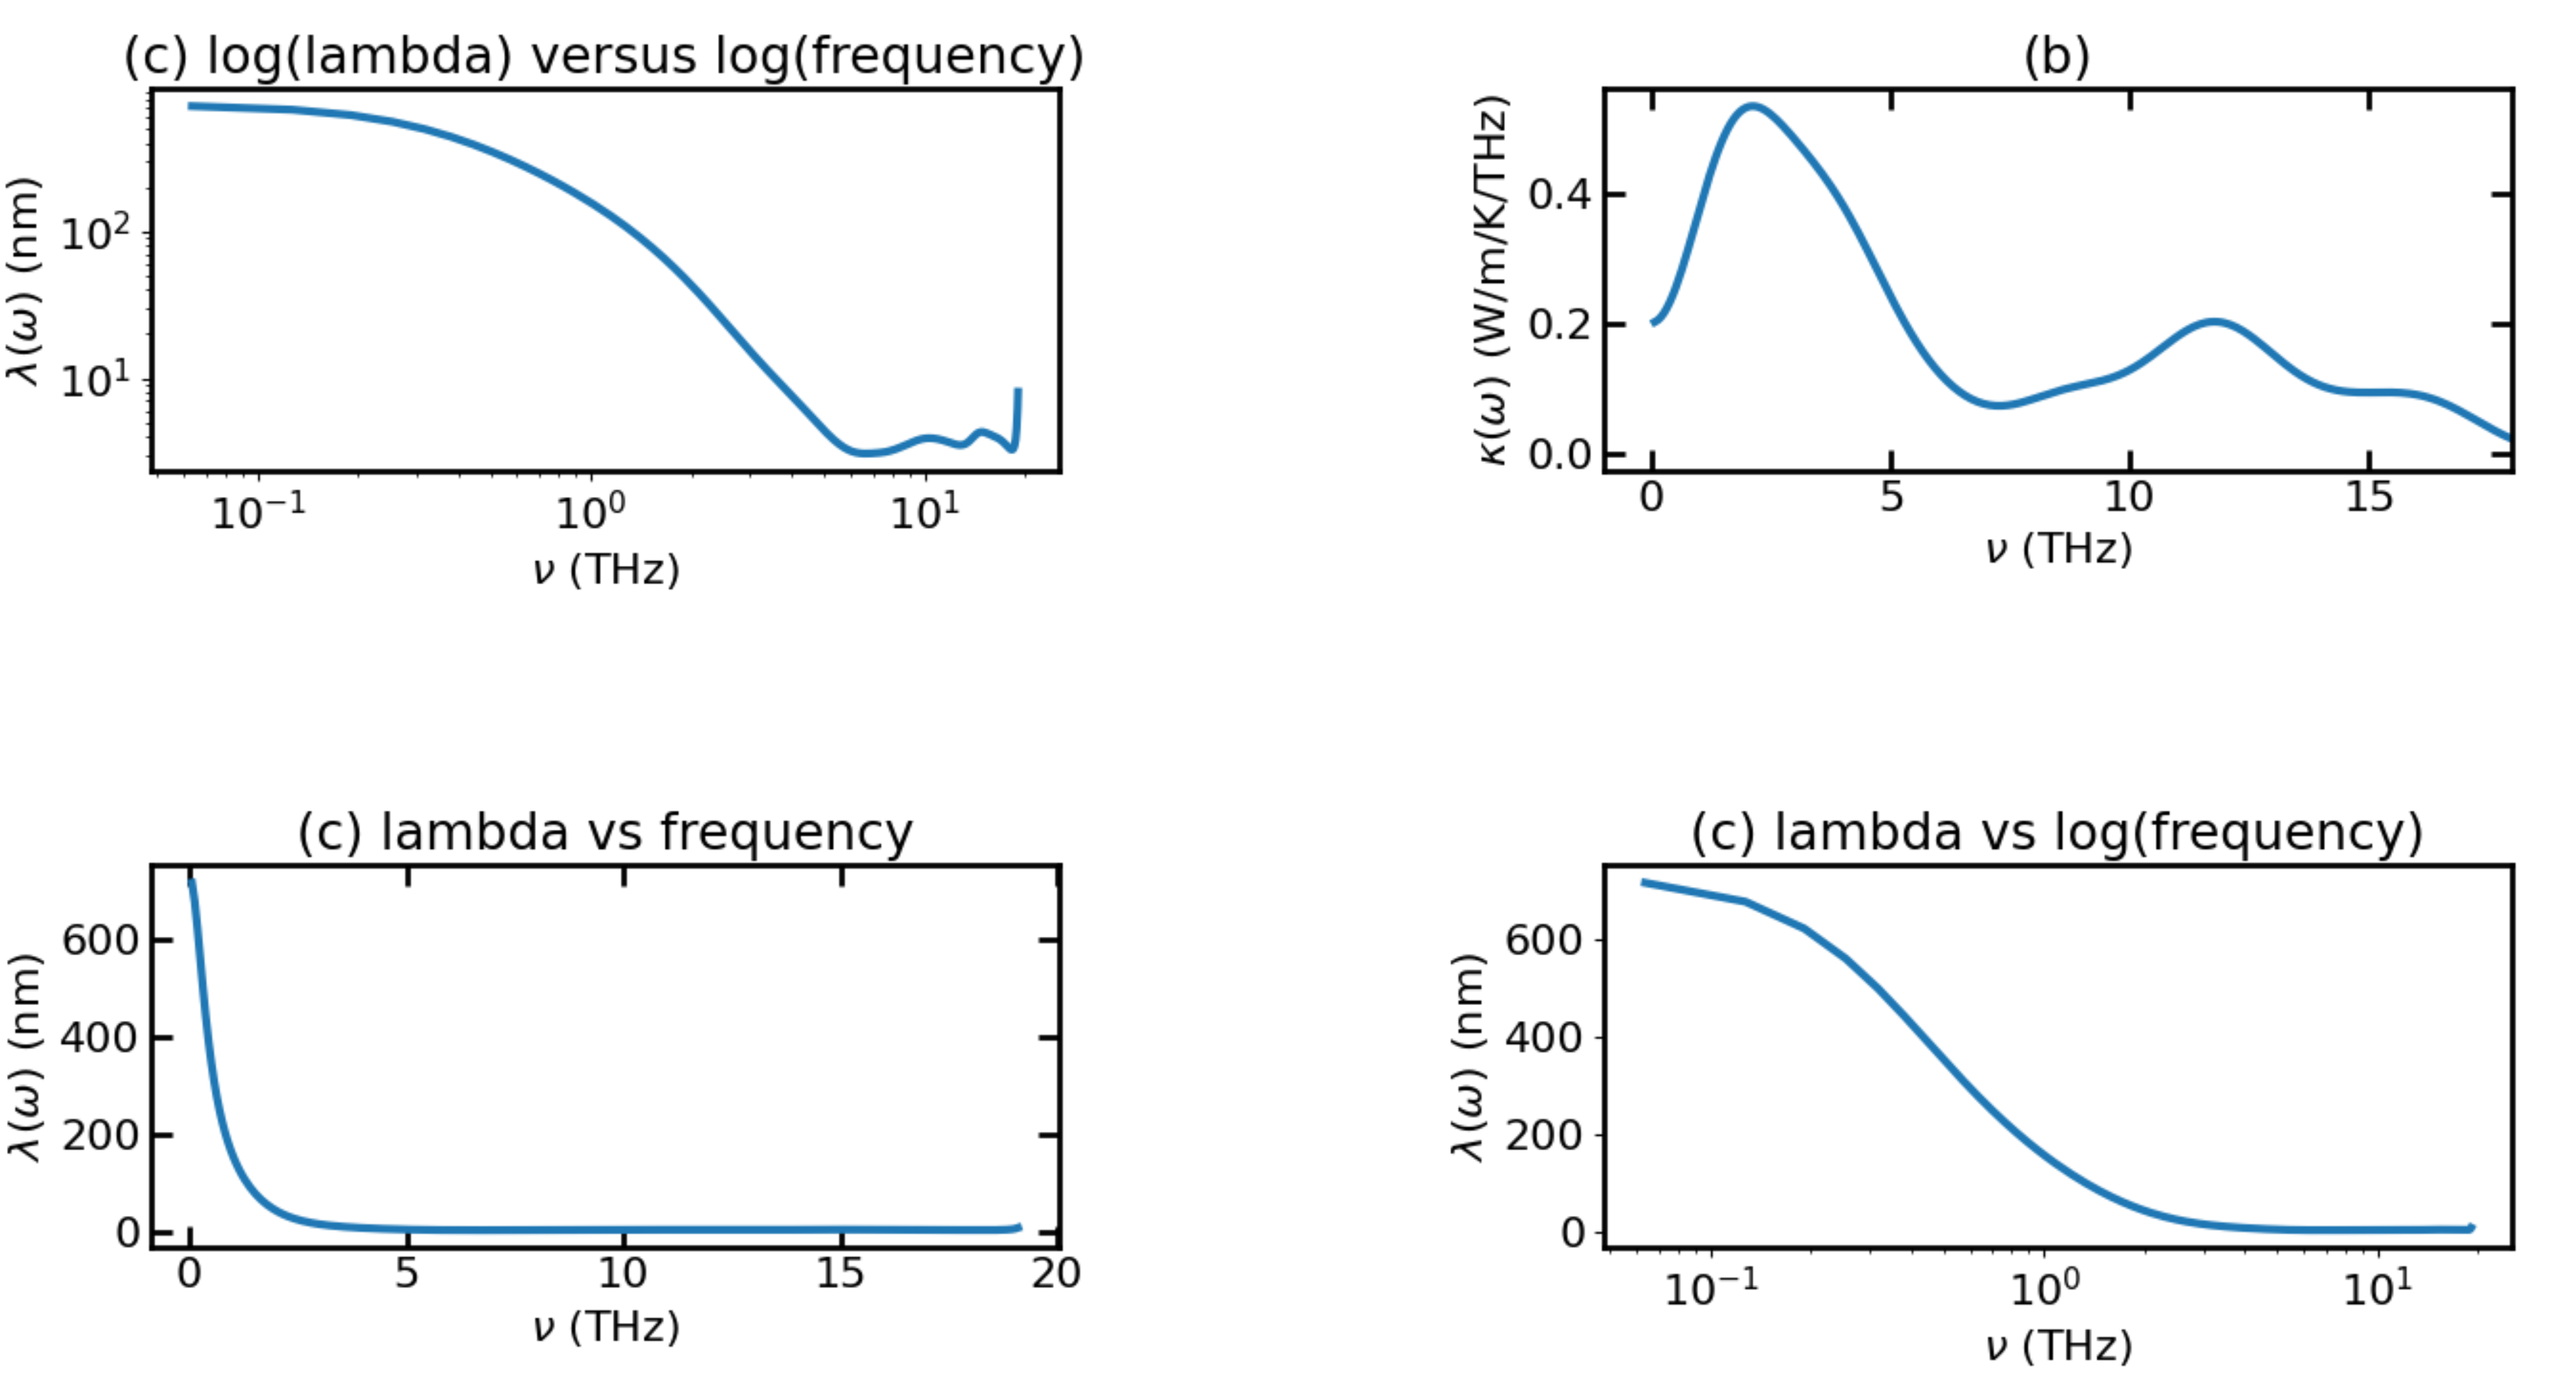 (c) log(lambda) versus log(frequency)
λ(ω) (nm)
10²
10¹
10⁻¹ 10⁰ 10¹
ν (THz)
(b)
κ(ω) (W/m/K/THz)
0.4
0.2
0.0
0 5 10 15
ν (THz)
(c) lambda vs frequency
λ(ω) (nm)
600
400
200
0
0 5 10 15 20
ν (THz)
(c) lambda vs log(frequency)
λ(ω) (nm)
600
400
200
0
10⁻¹ 10⁰ 10¹
ν (THz)